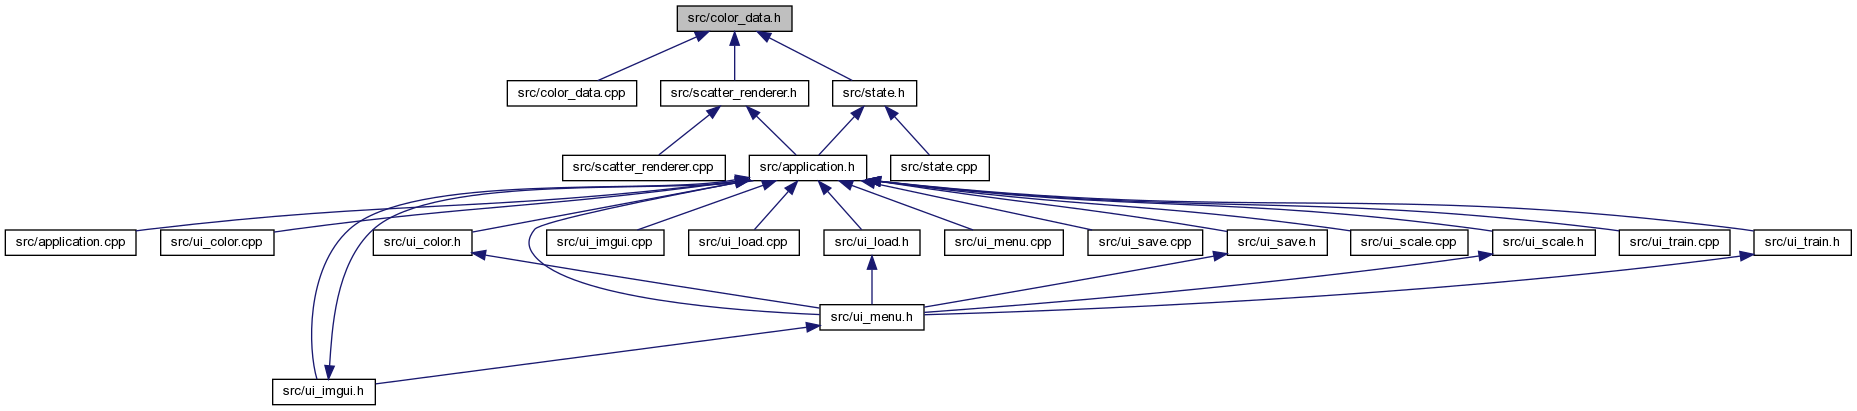 src/color_data.h
src/color_data.cpp
src/scatter_renderer.h
src/state.h
src/scatter_renderer.cpp
src/application.h
src/state.cpp
src/application.cpp
src/ui_color.cpp
src/ui_color.h
src/ui_imgui.cpp
src/ui_load.cpp
src/ui_load.h
src/ui_menu.cpp
src/ui_save.cpp
src/ui_save.h
src/ui_scale.cpp
src/ui_scale.h
src/ui_train.cpp
src/ui_train.h
src/ui_menu.h
src/ui_imgui.h